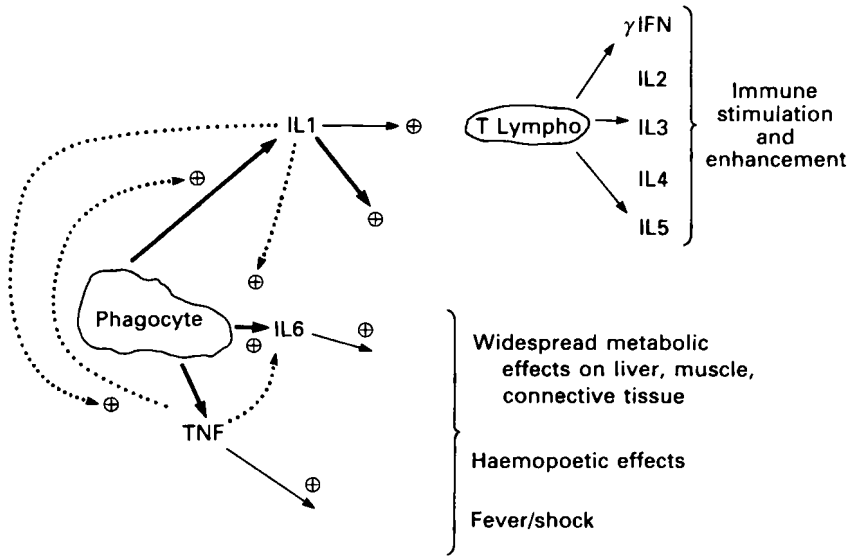 γIFN
IL2
IL1
T Lympho
IL3
IL4
IL5
Immune
stimulation
and
enhancement
Phagocyte
IL6
TNF
Widespread metabolic
effects on liver, muscle,
connective tissue
Haemopoetic effects
Fever/shock